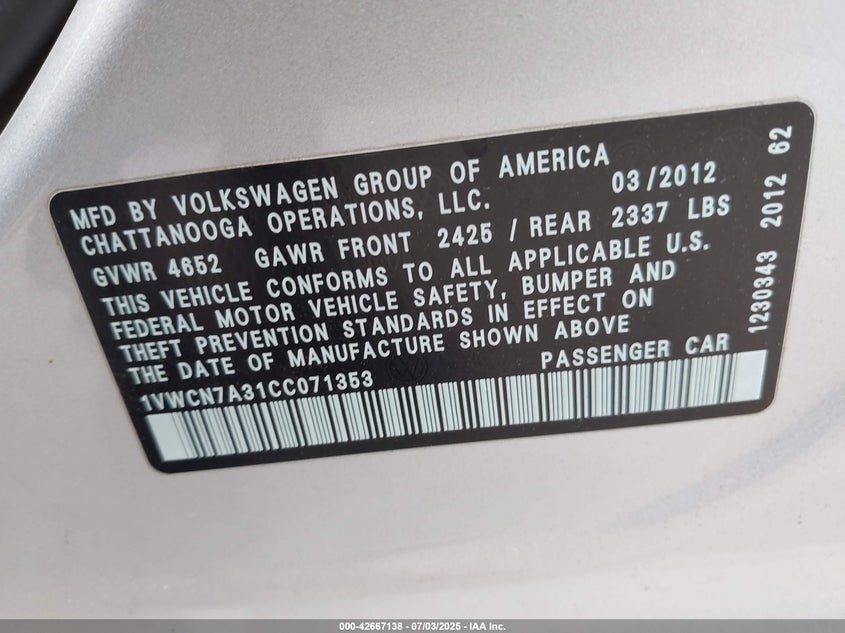 MFD BY VOLKSWAGEN GROUP OF AMERICA
CHATTANOOGA OPERATIONS, LLC. 03/2012
GVWR 4652 GAWR FRONT 2425 / REAR 2337 LBS
THIS VEHICLE CONFORMS TO ALL APPLICABLE U.S.
FEDERAL MOTOR VEHICLE SAFETY, BUMPER AND
THEFT PREVENTION STANDARDS IN EFFECT ON
THE DATE OF MANUFACTURE SHOWN ABOVE
1VWCN7A31CC071353 PASSENGER CAR
1230343 2012 62
000-42667138 - 07/03/2025 - IAA Inc.